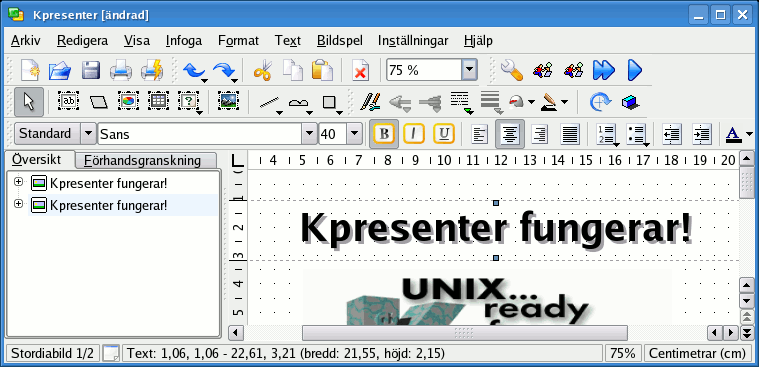 Kpresenter [ändrad]
Arkiv Redigera Visa Infoga Format Text Bildspel Inställningar Hjälp
75 %
Standard Sans 40 B I U A
Översikt Förhandsgranskning
L 4 5 6 7 8 9 10 11 12 13 14 15 16 17 18 19 20
Kpresenter fungerar!
Kpresenter fungerar!
1
2
3
4
5
Kpresenter fungerar!
UNIX...
ready
Stordiabild 1/2 Text: 1,06, 1,06 - 22,61, 3,21 (bredd: 21,55, höjd: 2,15) 75% Centimetrar (cm)